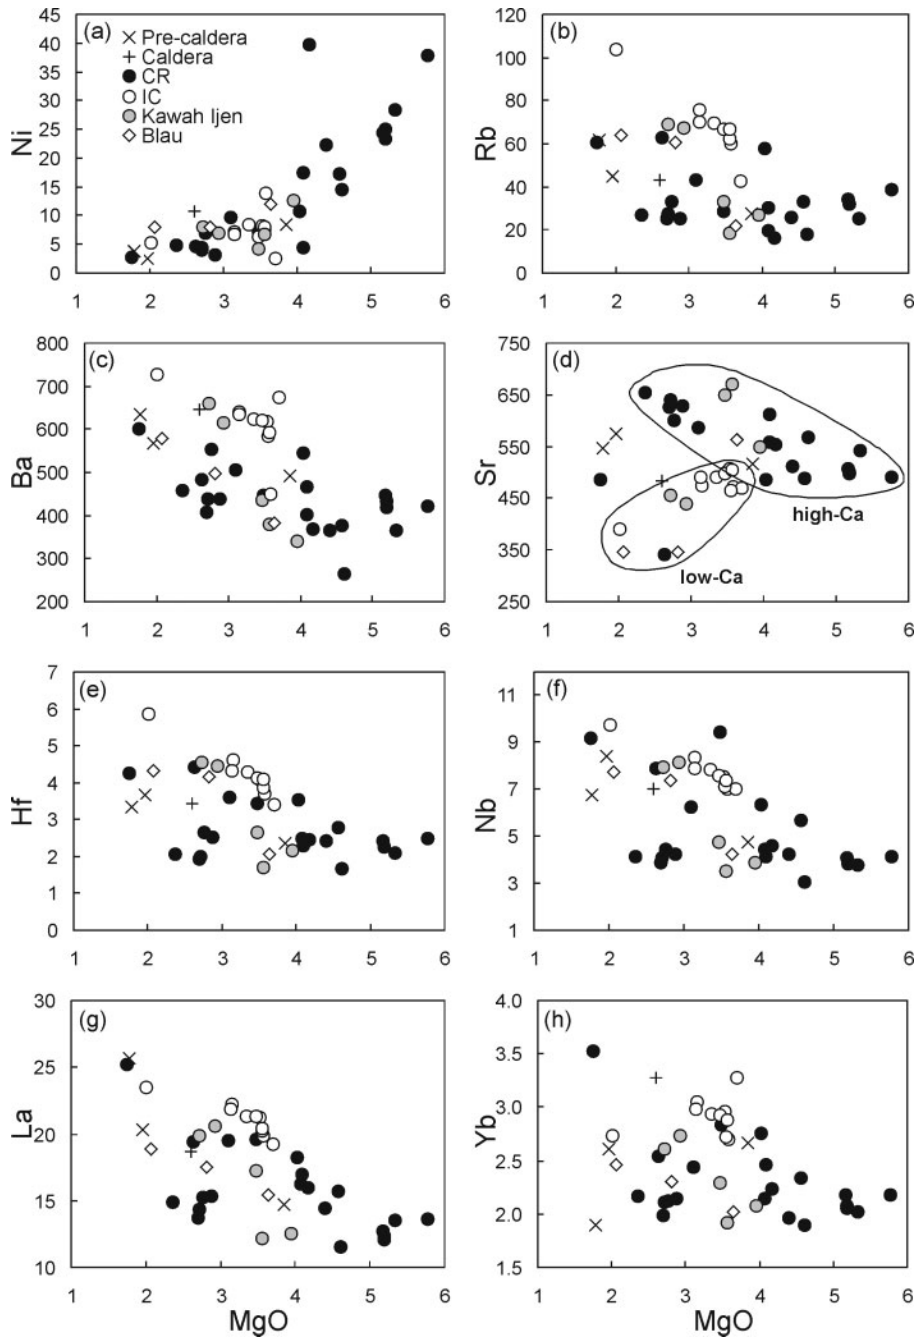 (a)
Pre-caldera
Caldera
CR
IC
Kawah Ijen
Blau
45
40
35
30
25
20
15
10
5
0
Ni
1 2 3 4 5 6
(b)
120
100
80
60
40
20
0
Rb
1 2 3 4 5 6
(c)
800
700
600
500
400
300
200
Ba
1 2 3 4 5 6
(d)
750
650
550
450
350
250
Sr
high-Ca
low-Ca
1 2 3 4 5 6
(e)
7
6
5
4
3
2
1
0
Hf
1 2 3 4 5 6
(f)
11
9
7
5
3
1
Nb
1 2 3 4 5 6
(g)
30
25
20
15
10
La
1 2 3 4 5 6
MgO
(h)
4.0
3.5
3.0
2.5
2.0
1.5
Yb
1 2 3 4 5 6
MgO